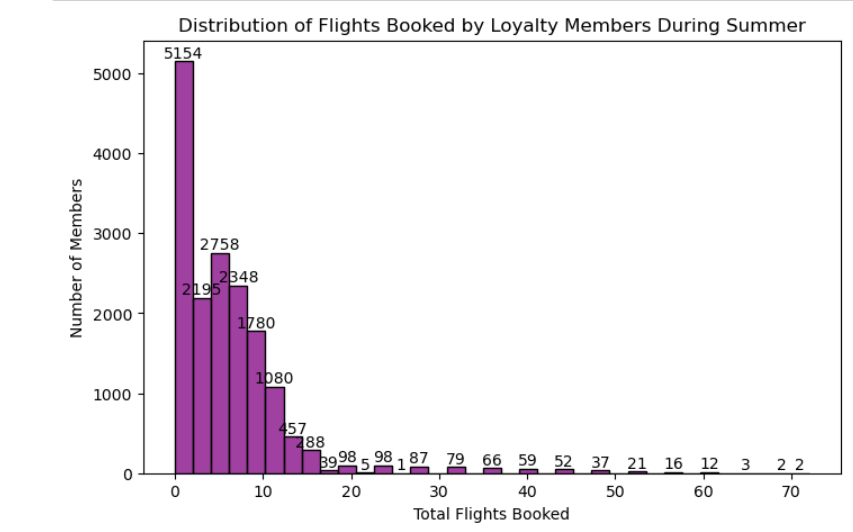 Distribution of Flights Booked by Loyalty Members During Summer
5154
5000
4000
3000
2758
2348
2195
2000
1780
1080
1000
457
288
39 98 5 98 1 87 79 66 59 52 37 21 16 12 3 2 2
0
0 10 20 30 40 50 60 70
Number of Members
Total Flights Booked